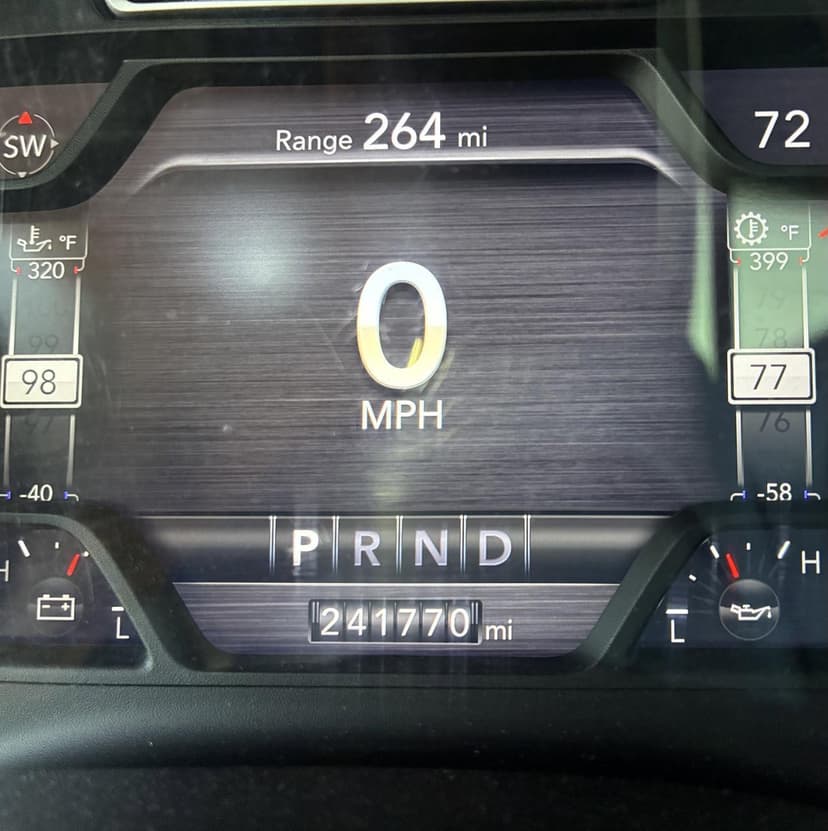 SW
Range 264 mi
72
°F
320
99
98
97
-40
0
MPH
°F
399
79
78
77
76
-58
P R N D
H
L
241770 mi
L
H